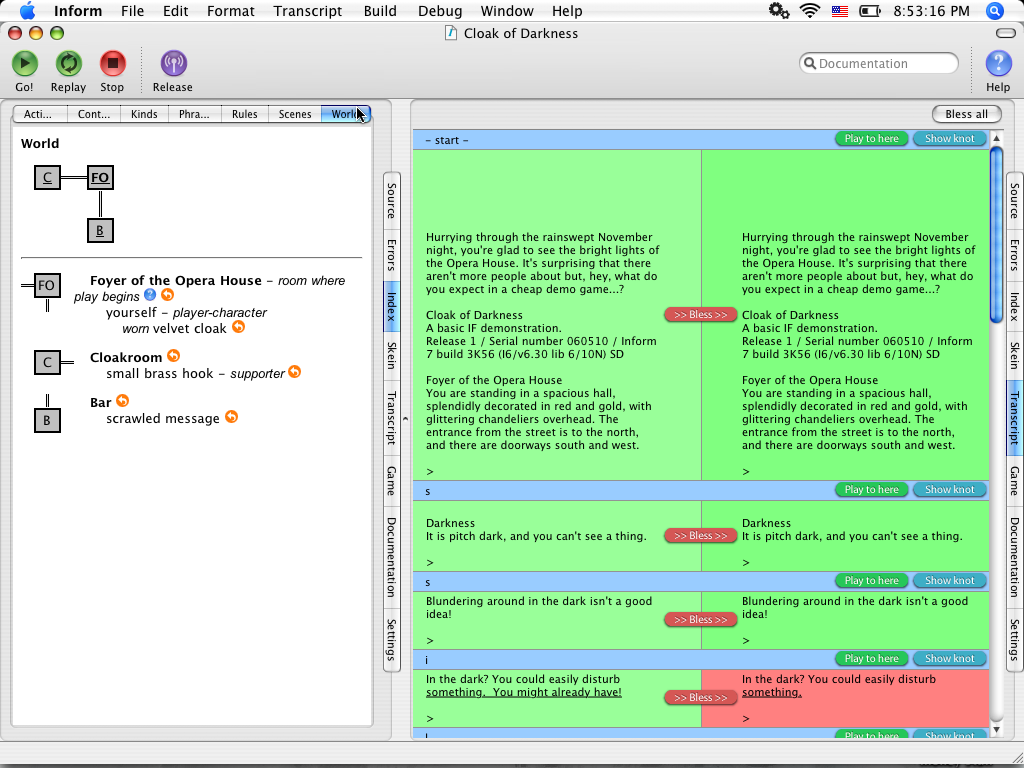 Inform File Edit Format Transcript Build Debug Window Help 8:53:16 PM
Cloak of Darkness
Go! Replay Stop Release Documentation Help
Acti... Cont... Kinds Phra... Rules Scenes World
Bless all
World
C FO
B
FO Foyer of the Opera House – room where
play begins ?
yourself – player-character
worn velvet cloak
C Cloakroom
small brass hook – supporter
B Bar
scrawled message
Source
Errors
Index
Skein
Transcript
Game
Documentation
Settings
- start - Play to here Show knot
Hurrying through the rainswept November
night, you're glad to see the bright lights of
the Opera House. It's surprising that there
aren't more people about but, hey, what do
you expect in a cheap demo game...?
Cloak of Darkness
A basic IF demonstration.
Release 1 / Serial number 060510 / Inform
7 build 3K56 (I6/v6.30 lib 6/10N) SD
Foyer of the Opera House
You are standing in a spacious hall,
splendidly decorated in red and gold, with
glittering chandeliers overhead. The
entrance from the street is to the north,
and there are doorways south and west.
>
>> Bless >>
Hurrying through the rainswept November
night, you're glad to see the bright lights of
the Opera House. It's surprising that there
aren't more people about but, hey, what do
you expect in a cheap demo game...?
Cloak of Darkness
A basic IF demonstration.
Release 1 / Serial number 060510 / Inform
7 build 3K56 (I6/v6.30 lib 6/10N) SD
Foyer of the Opera House
You are standing in a spacious hall,
splendidly decorated in red and gold, with
glittering chandeliers overhead. The
entrance from the street is to the north,
and there are doorways south and west.
>
s Play to here Show knot
Darkness
It is pitch dark, and you can't see a thing.
>
>> Bless >>
Darkness
It is pitch dark, and you can't see a thing.
>
s Play to here Show knot
Blundering around in the dark isn't a good
idea!
>
>> Bless >>
Blundering around in the dark isn't a good
idea!
>
i Play to here Show knot
In the dark? You could easily disturb
something. You might already have!
>
>> Bless >>
In the dark? You could easily disturb
something.
>
Play to here Show knot
Source
Errors
Index
Skein
Transcript
Game
Documentation
Settings